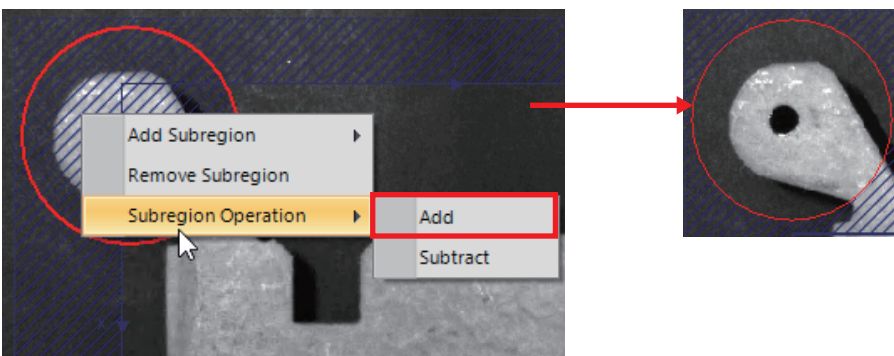 Add Subregion
Remove Subregion
Subregion Operation
Add
Subtract